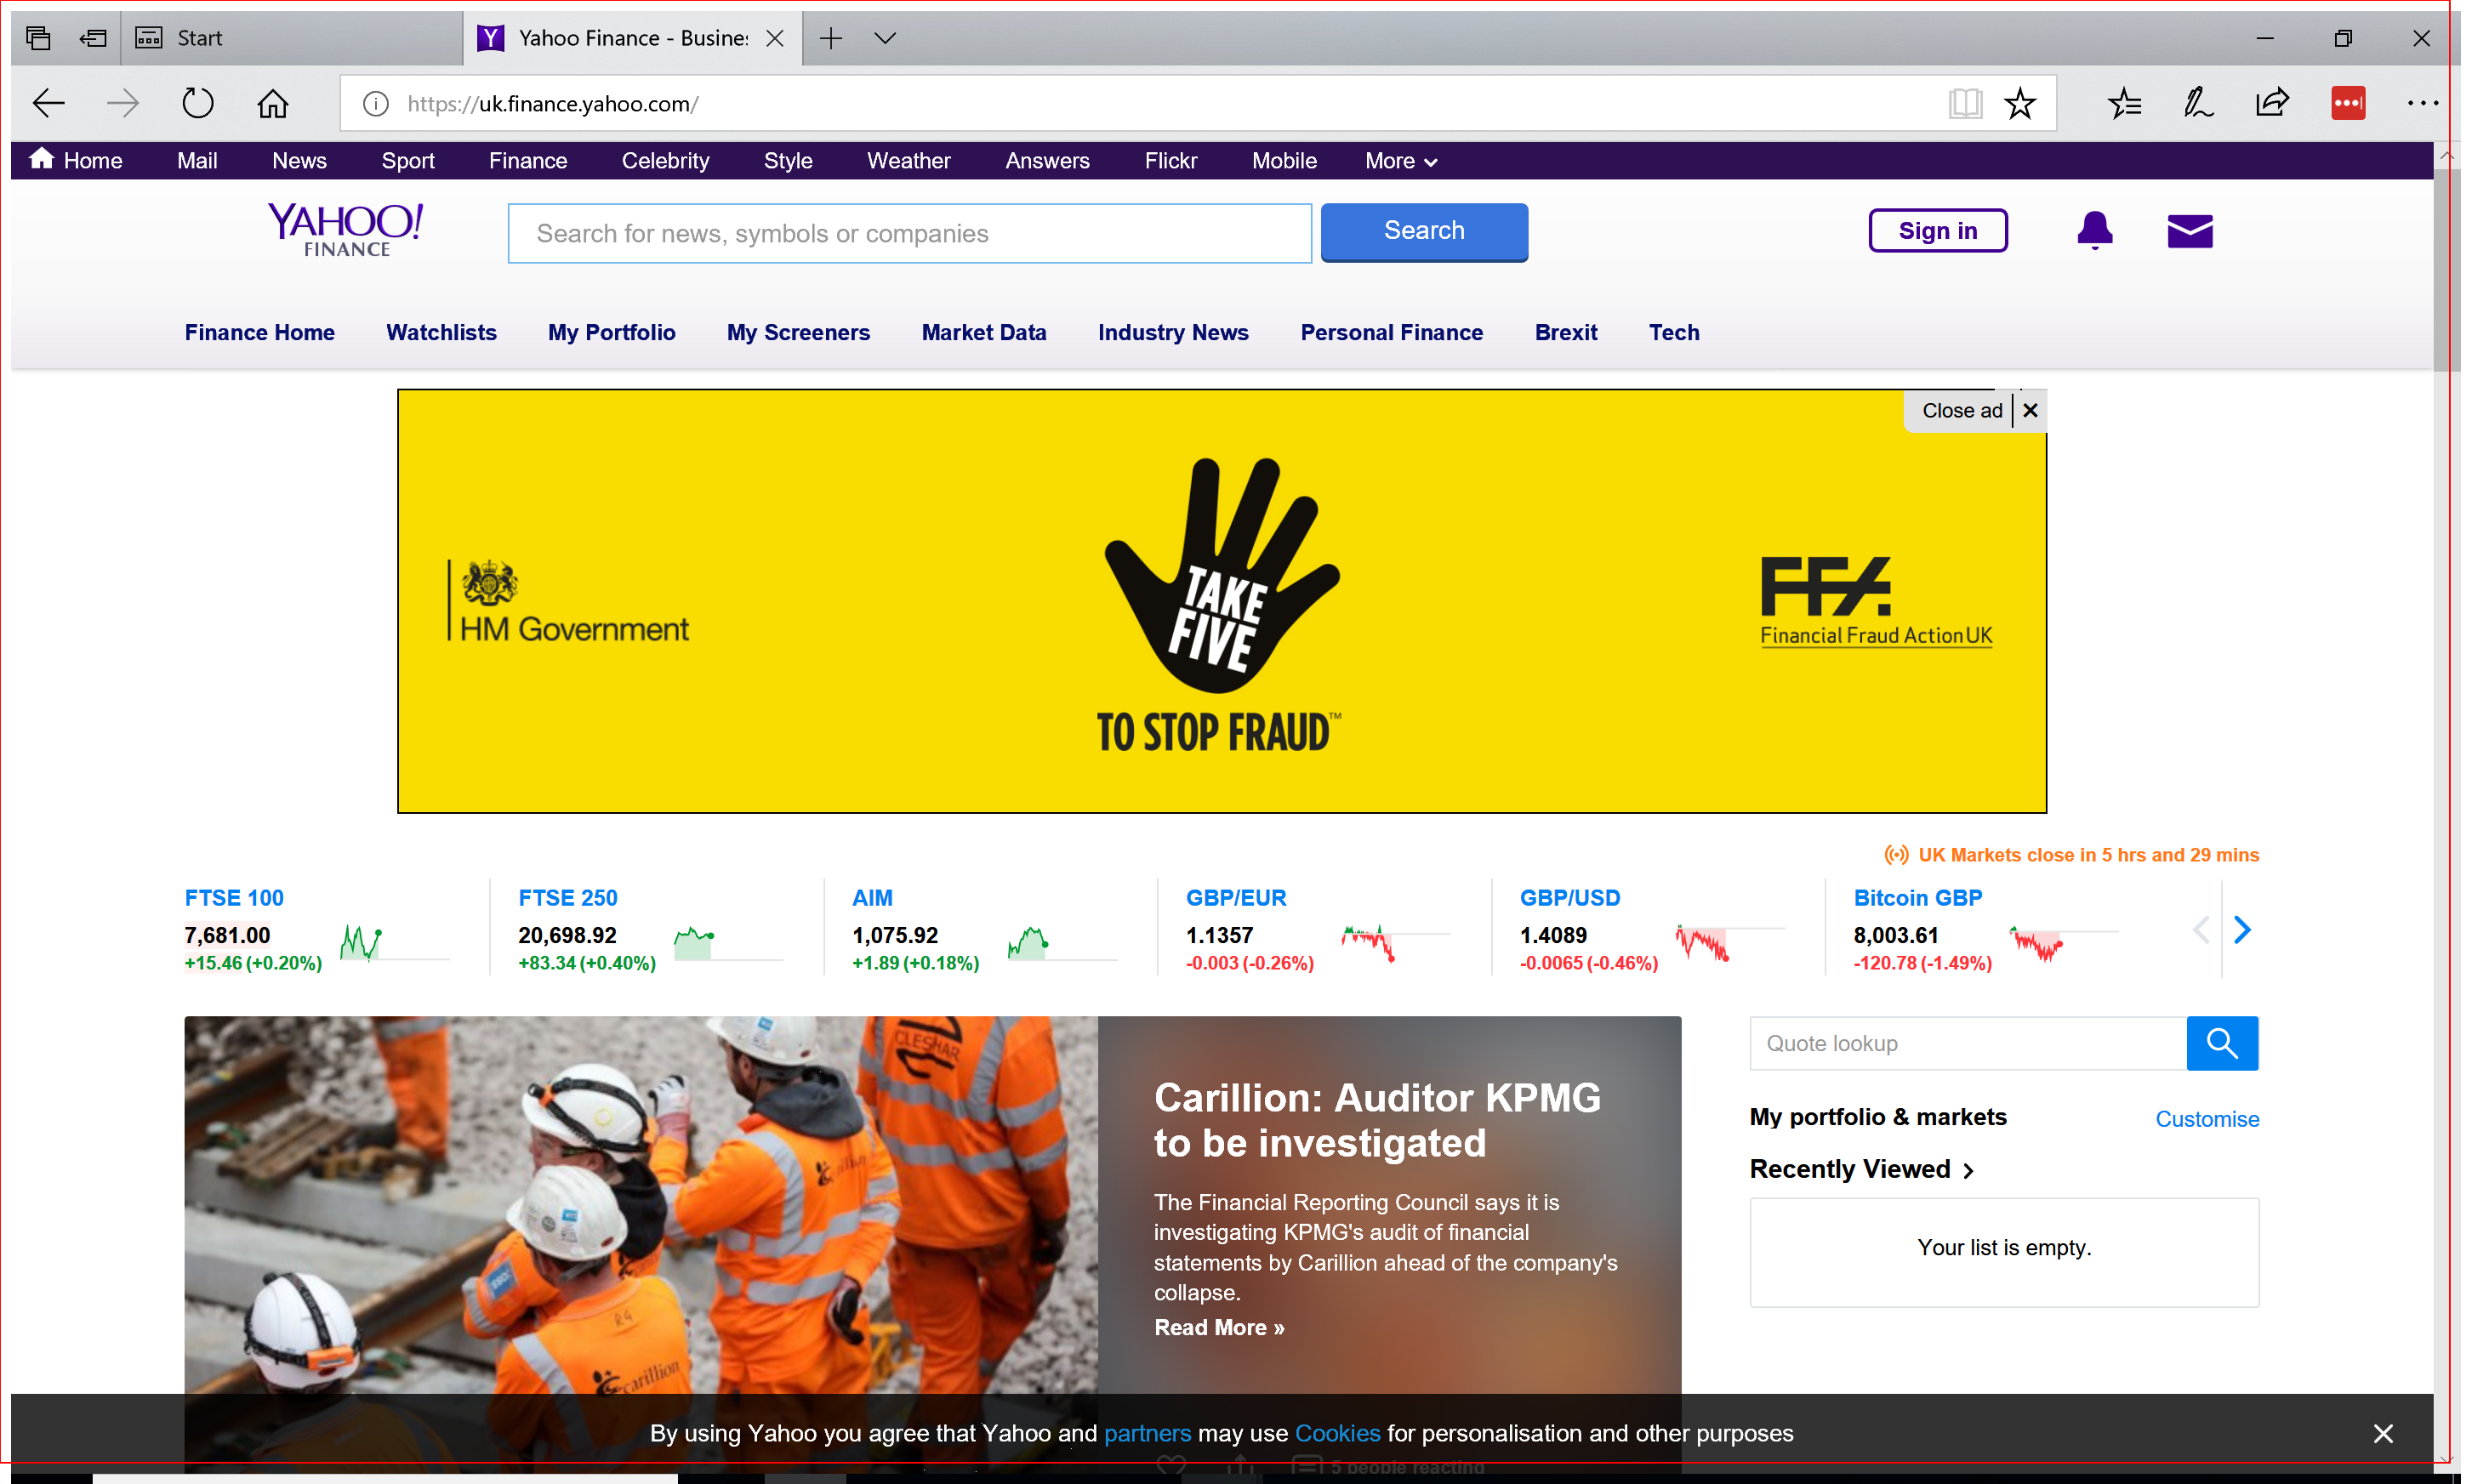 Start
Yahoo Finance - Busine
https://uk.finance.yahoo.com/
Home Mail News Sport Finance Celebrity Style Weather Answers Flickr Mobile More
YAHOO!
FINANCE
Search for news, symbols or companies
Search
Sign in
Finance Home Watchlists My Portfolio My Screeners Market Data Industry News Personal Finance Brexit Tech
Close ad
HM Government
TAKE
FIVE
TO STOP FRAUD™
FFA.
Financial Fraud Action UK
UK Markets close in 5 hrs and 29 mins
FTSE 100
7,681.00
+15.46 (+0.20%)
FTSE 250
20,698.92
+83.34 (+0.40%)
AIM
1,075.92
+1.89 (+0.18%)
GBP/EUR
1.1357
-0.003 (-0.26%)
GBP/USD
1.4089
-0.0065 (-0.46%)
Bitcoin GBP
8,003.61
-120.78 (-1.49%)
CLESHAR
carillion
carillion
Carillion: Auditor KPMG
to be investigated
The Financial Reporting Council says it is
investigating KPMG's audit of financial
statements by Carillion ahead of the company's
collapse.
Read More »
Quote lookup
My portfolio & markets
Customise
Recently Viewed
Your list is empty.
By using Yahoo you agree that Yahoo and partners may use Cookies for personalisation and other purposes
5 people reacting